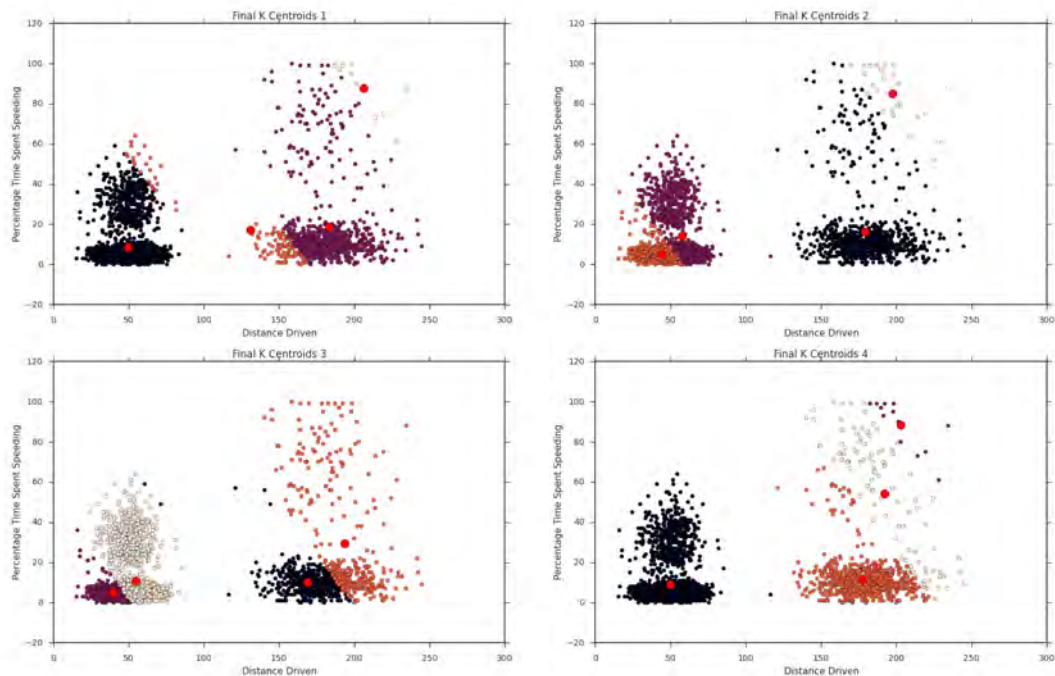 Final K Centroids 1
Percentage Time Spent Speeding
120
100
80
60
40
20
0
−20
0 50 100 150 200 250 300
Distance Driven
Final K Centroids 2
Percentage Time Spent Speeding
120
100
80
60
40
20
0
−20
0 50 100 150 200 250 300
Distance Driven
Final K Centroids 3
Percentage Time Spent Speeding
120
100
80
60
40
20
0
−20
0 50 100 150 200 250 300
Distance Driven
Final K Centroids 4
Percentage Time Spent Speeding
120
100
80
60
40
20
0
−20
0 50 100 150 200 250 300
Distance Driven